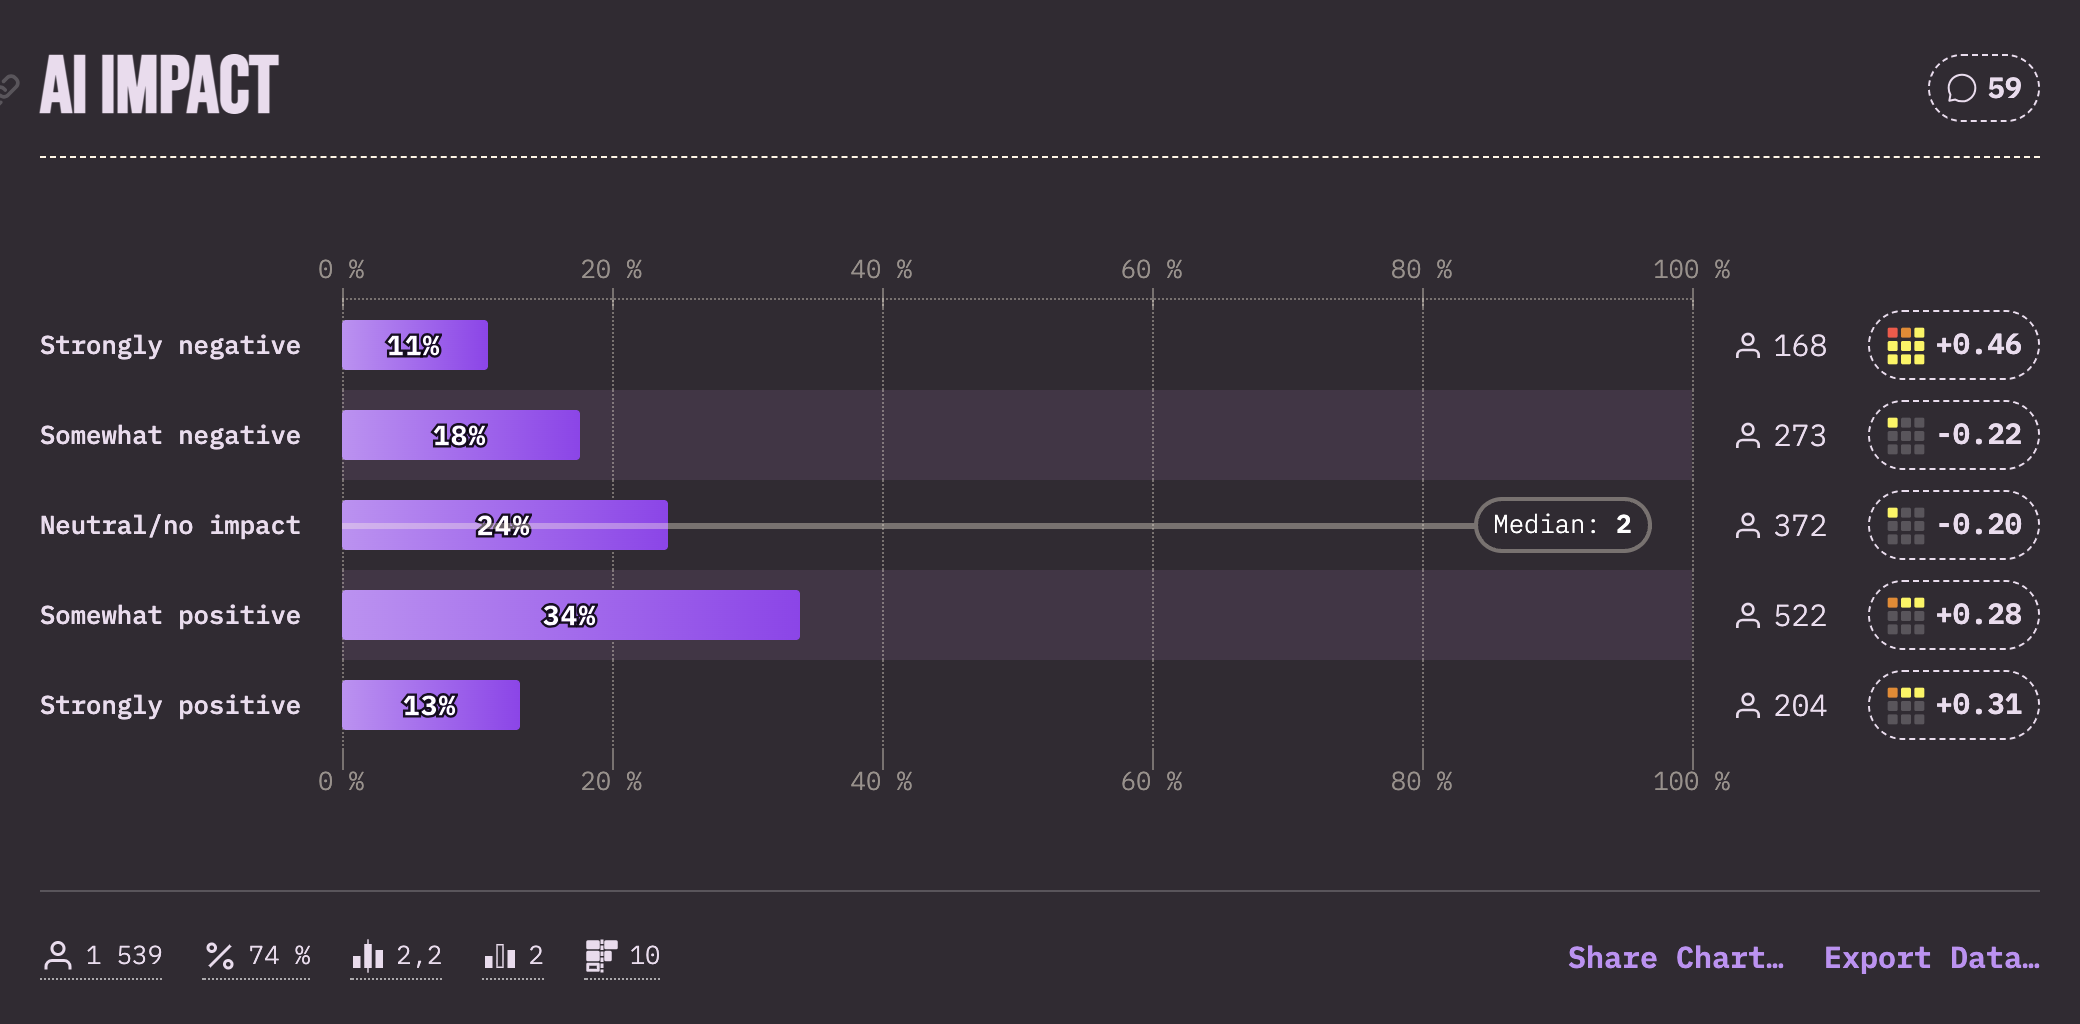 AI IMPACT
59
0 % 20 % 40 % 60 % 80 % 100 %
Strongly negative 11% 168 +0.46
Somewhat negative 18% 273 -0.22
Neutral/no impact 24% Median: 2 372 -0.20
Somewhat positive 34% 522 +0.28
Strongly positive 13% 204 +0.31
0 % 20 % 40 % 60 % 80 % 100 %
1 539 % 74 % 2,2 2 10 Share Chart… Export Data…